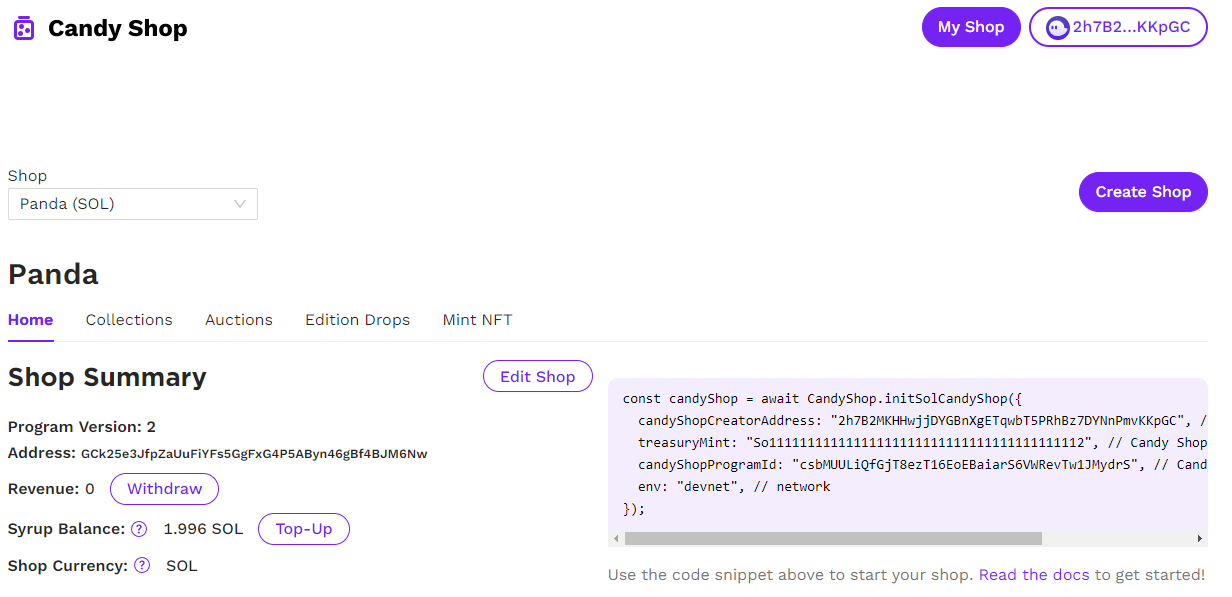 Candy Shop
My Shop
2h7B2...KKpGC
Shop
Panda (SOL)
Create Shop
Panda
Home
Collections
Auctions
Edition Drops
Mint NFT
Shop Summary
Edit Shop
Program Version: 2
Address: GCk25e3JfpZaUuFiYFs5GgFxG4P5AByn46gBf4BJM6Nw
Revenue: 0
Withdraw
Syrup Balance: ? 1.996 SOL
Top-Up
Shop Currency: ? SOL
const candyShop = await CandyShop.initSolCandyShop({
candyShopCreatorAddress: "2h7B2MKHHwjjDYGBnXgETqwbT5PRhBz7DYNnPmvKKpGC", /
treasuryMint: "So11111111111111111111111111111111111111112", // Candy Shop
candyShopProgramId: "csbMUULiQfGjT8ezT16EoEBaiarS6VWRevTw1JMydrS", // Cand
env: "devnet", // network
});
Use the code snippet above to start your shop. Read the docs to get started!